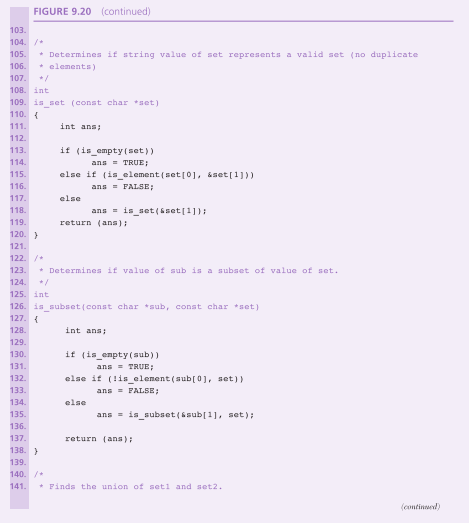 FIGURE 9.20 (continued)
103.
104. /*
105.  * Determines if string value of set represents a valid set (no duplicate
106.  * elements)
107.  */
108. int
109. is_set (const char *set)
110. {
111.       int ans;
112.
113.       if (is_empty(set))
114.             ans = TRUE;
115.       else if (is_element(set[0], &set[1]))
116.             ans = FALSE;
117.       else
118.             ans = is_set(&set[1]);
119.       return (ans);
120. }
121.
122. /*
123.  * Determines if value of sub is a subset of value of set.
124.  */
125. int
126. is_subset(const char *sub, const char *set)
127. {
128.       int ans;
129.
130.       if (is_empty(sub))
131.             ans = TRUE;
132.       else if (!is_element(sub[0], set))
133.             ans = FALSE;
134.       else
135.             ans = is_subset(&sub[1], set);
136.
137.       return (ans);
138. }
139.
140. /*
141.  * Finds the union of set1 and set2.
(continued)